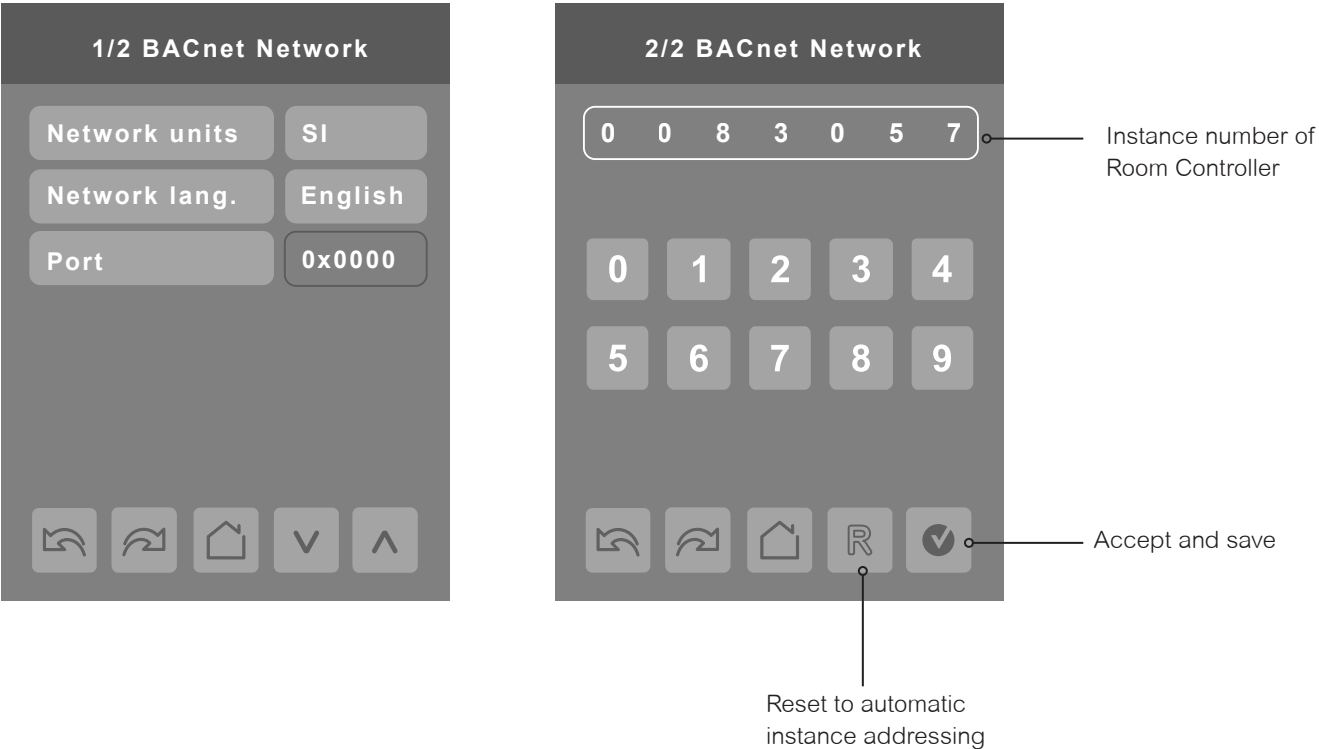 1/2 BACnet Network
Network units SI
Network lang. English
Port 0x0000
2/2 BACnet Network
0 0 8 3 0 5 7
Instance number of
Room Controller
0 1 2 3 4
5 6 7 8 9
R
Accept and save
Reset to automatic
instance addressing